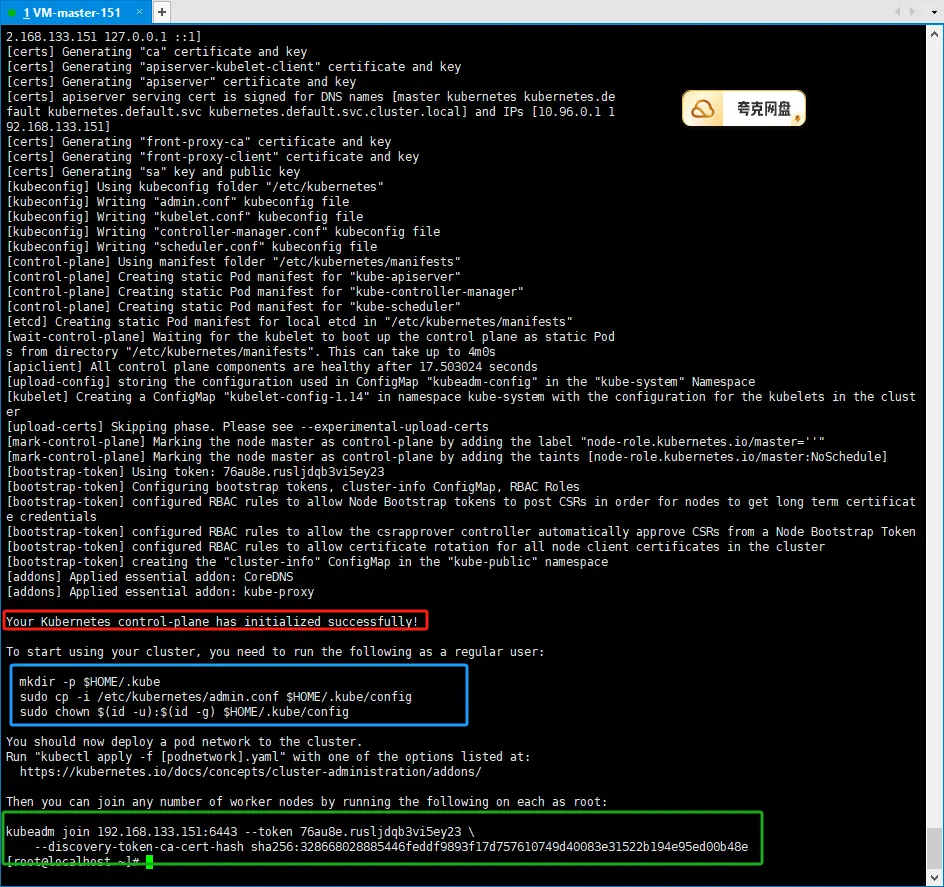 1 VM-master-151
2.168.133.151 127.0.0.1 ::1]
[certs] Generating "ca" certificate and key
[certs] Generating "apiserver-kubelet-client" certificate and key
[certs] Generating "apiserver" certificate and key
[certs] apiserver serving cert is signed for DNS names [master kubernetes kubernetes.de
fault kubernetes.default.svc kubernetes.default.svc.cluster.local] and IPs [10.96.0.1 1
92.168.133.151]
夸克网盘
[certs] Generating "front-proxy-ca" certificate and key
[certs] Generating "front-proxy-client" certificate and key
[certs] Generating "sa" key and public key
[kubeconfig] Using kubeconfig folder "/etc/kubernetes"
[kubeconfig] Writing "admin.conf" kubeconfig file
[kubeconfig] Writing "kubelet.conf" kubeconfig file
[kubeconfig] Writing "controller-manager.conf" kubeconfig file
[kubeconfig] Writing "scheduler.conf" kubeconfig file
[control-plane] Using manifest folder "/etc/kubernetes/manifests"
[control-plane] Creating static Pod manifest for "kube-apiserver"
[control-plane] Creating static Pod manifest for "kube-controller-manager"
[control-plane] Creating static Pod manifest for "kube-scheduler"
[etcd] Creating static Pod manifest for local etcd in "/etc/kubernetes/manifests"
[wait-control-plane] Waiting for the kubelet to boot up the control plane as static Pod
s from directory "/etc/kubernetes/manifests". This can take up to 4m0s
[apiclient] All control plane components are healthy after 17.503024 seconds
[upload-config] storing the configuration used in ConfigMap "kubeadm-config" in the "kube-system" Namespace
[kubelet] Creating a ConfigMap "kubelet-config-1.14" in namespace kube-system with the configuration for the kubelets in the clust
er
[upload-certs] Skipping phase. Please see --experimental-upload-certs
[mark-control-plane] Marking the node master as control-plane by adding the label "node-role.kubernetes.io/master=''"
[mark-control-plane] Marking the node master as control-plane by adding the taints [node-role.kubernetes.io/master:NoSchedule]
[bootstrap-token] Using token: 76au8e.rusljdqb3vi5ey23
[bootstrap-token] Configuring bootstrap tokens, cluster-info ConfigMap, RBAC Roles
[bootstrap-token] configured RBAC rules to allow Node Bootstrap tokens to post CSRs in order for nodes to get long term certificat
e credentials
[bootstrap-token] configured RBAC rules to allow the csrapprover controller automatically approve CSRs from a Node Bootstrap Token
[bootstrap-token] configured RBAC rules to allow certificate rotation for all node client certificates in the cluster
[bootstrap-token] creating the "cluster-info" ConfigMap in the "kube-public" namespace
[addons] Applied essential addon: CoreDNS
[addons] Applied essential addon: kube-proxy
Your Kubernetes control-plane has initialized successfully!
To start using your cluster, you need to run the following as a regular user:
mkdir -p $HOME/.kube
sudo cp -i /etc/kubernetes/admin.conf $HOME/.kube/config
sudo chown $(id -u):$(id -g) $HOME/.kube/config
You should now deploy a pod network to the cluster.
Run "kubectl apply -f [podnetwork].yaml" with one of the options listed at:
https://kubernetes.io/docs/concepts/cluster-administration/addons/
Then you can join any number of worker nodes by running the following on each as root:
kubeadm join 192.168.133.151:6443 --token 76au8e.rusljdqb3vi5ey23 \
--discovery-token-ca-cert-hash sha256:328668028885446feddf9893f17d757610749d40083e31522b194e95ed00b48e
[root@localhost ~]#